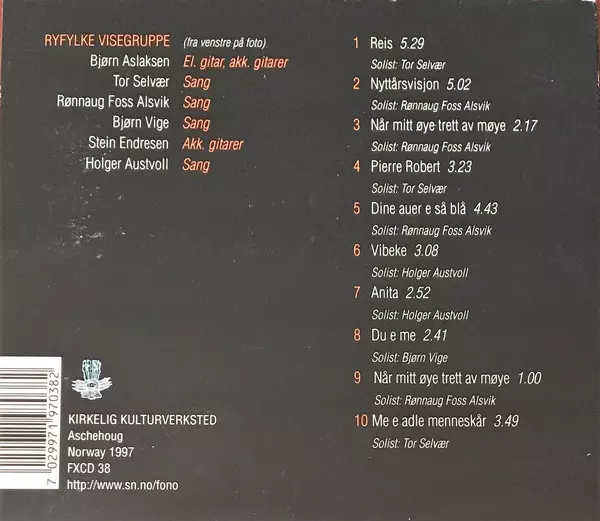 RYFYLKE VISEGRUPPE (fra venstre på foto)
Bjørn Aslaksen El. gitar, akk. gitarer
Tor Selvær Sang
Rønnaug Foss Alsvik Sang
Bjørn Vige Sang
Stein Endresen Akk. gitarer
Holger Austvoll Sang
1 Reis 5.29
Solist: Tor Selvær
2 Nyttårsvisjon 5.02
Solist: Rønnaug Foss Alsvik
3 Når mitt øye trett av møye 2.17
Solist: Rønnaug Foss Alsvik
4 Pierre Robert 3.23
Solist: Tor Selvær
5 Dine auer e så blå 4.43
Solist: Rønnaug Foss Alsvik
6 Vibeke 3.08
Solist: Holger Austvoll
7 Anita 2.52
Solist: Holger Austvoll
8 Du e me 2.41
Solist: Bjørn Vige
9 Når mitt øye trett av møye 1.00
Solist: Rønnaug Foss Alsvik
10 Me e adle menneskår 3.49
Solist: Tor Selvær
7 029971 970382
KIRKELIG KULTURVERKSTED
Aschehoug
Norway 1997
FXCD 38
http://www.sn.no/fono